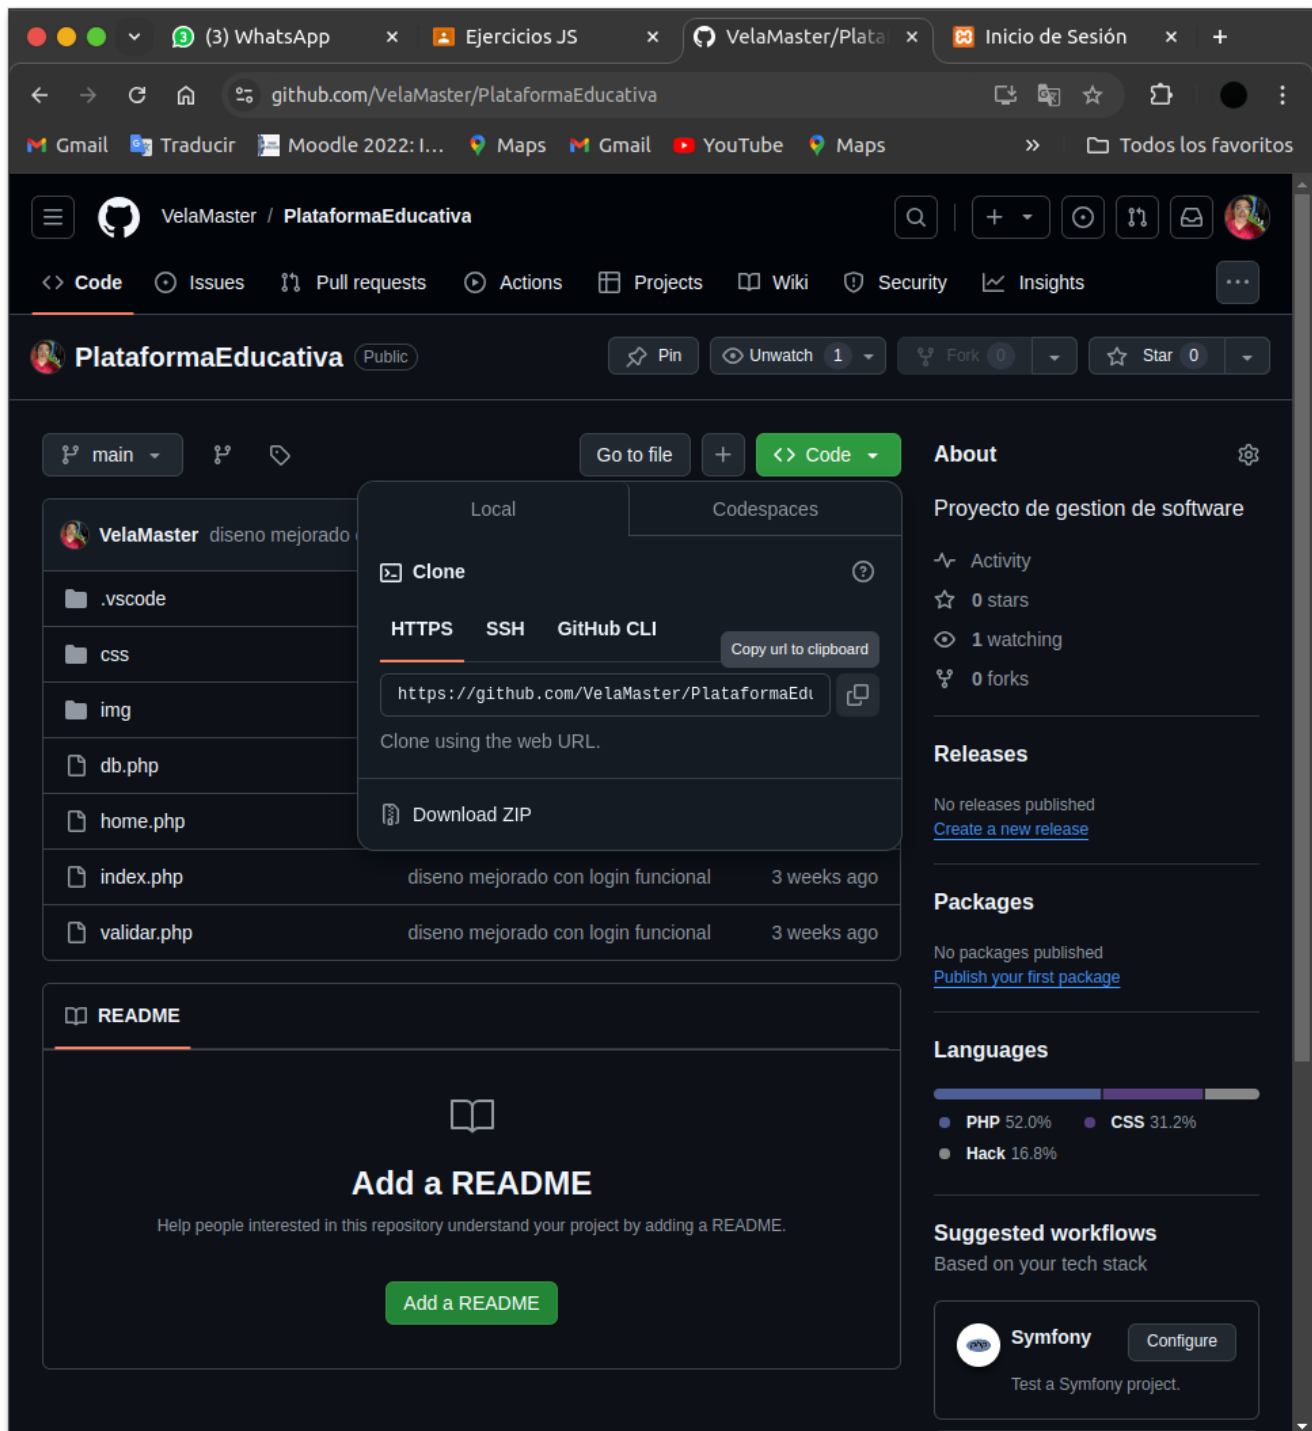 (3) WhatsApp
Ejercicios JS
VelaMaster/Plata
Inicio de Sesión
github.com/VelaMaster/PlataformaEducativa
Gmail
Traducir
Moodle 2022: I...
Maps
Gmail
YouTube
Maps
»
Todos los favoritos
VelaMaster / PlataformaEducativa
Code
Issues
Pull requests
Actions
Projects
Wiki
Security
Insights
PlataformaEducativa
Public
Pin
Unwatch 1
Fork 0
Star 0
main
Go to file
Code
Local
Codespaces
VelaMaster diseno mejorado
Clone
HTTPS
SSH
GitHub CLI
Copy url to clipboard
https://github.com/VelaMaster/PlataformaEdu
Clone using the web URL.
Download ZIP
.vscode
css
img
db.php
home.php
index.php diseno mejorado con login funcional 3 weeks ago
validar.php diseno mejorado con login funcional 3 weeks ago
README
Add a README
Help people interested in this repository understand your project by adding a README.
Add a README
About
Proyecto de gestion de software
Activity
0 stars
1 watching
0 forks
Releases
No releases published
Create a new release
Packages
No packages published
Publish your first package
Languages
PHP 52.0%
CSS 31.2%
Hack 16.8%
Suggested workflows
Based on your tech stack
php
Symfony
Configure
Test a Symfony project.